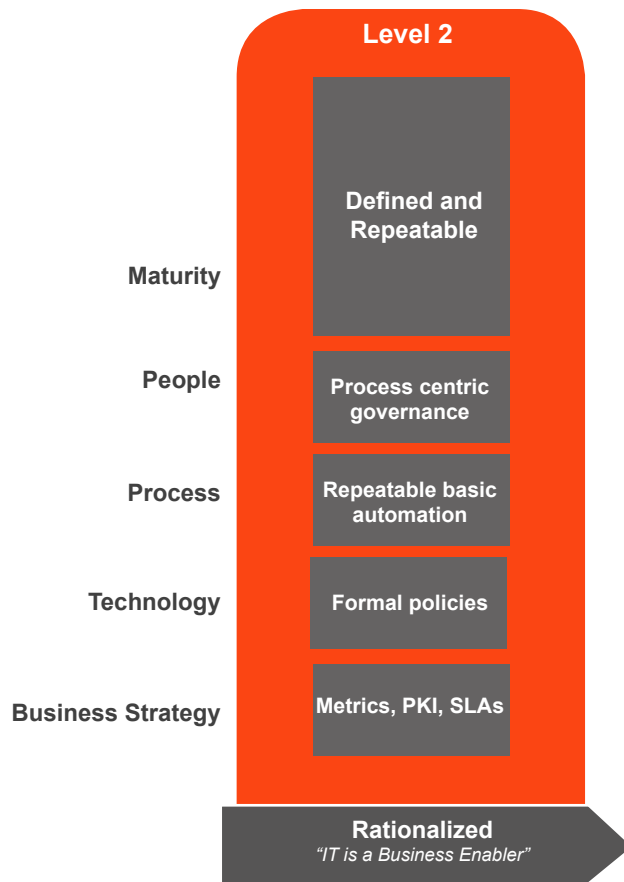 Level 2
Defined and
Repeatable
Maturity
People
Process centric
governance
Process
Repeatable basic
automation
Technology
Formal policies
Business Strategy
Metrics, PKI, SLAs
Rationalized
“IT is a Business Enabler”